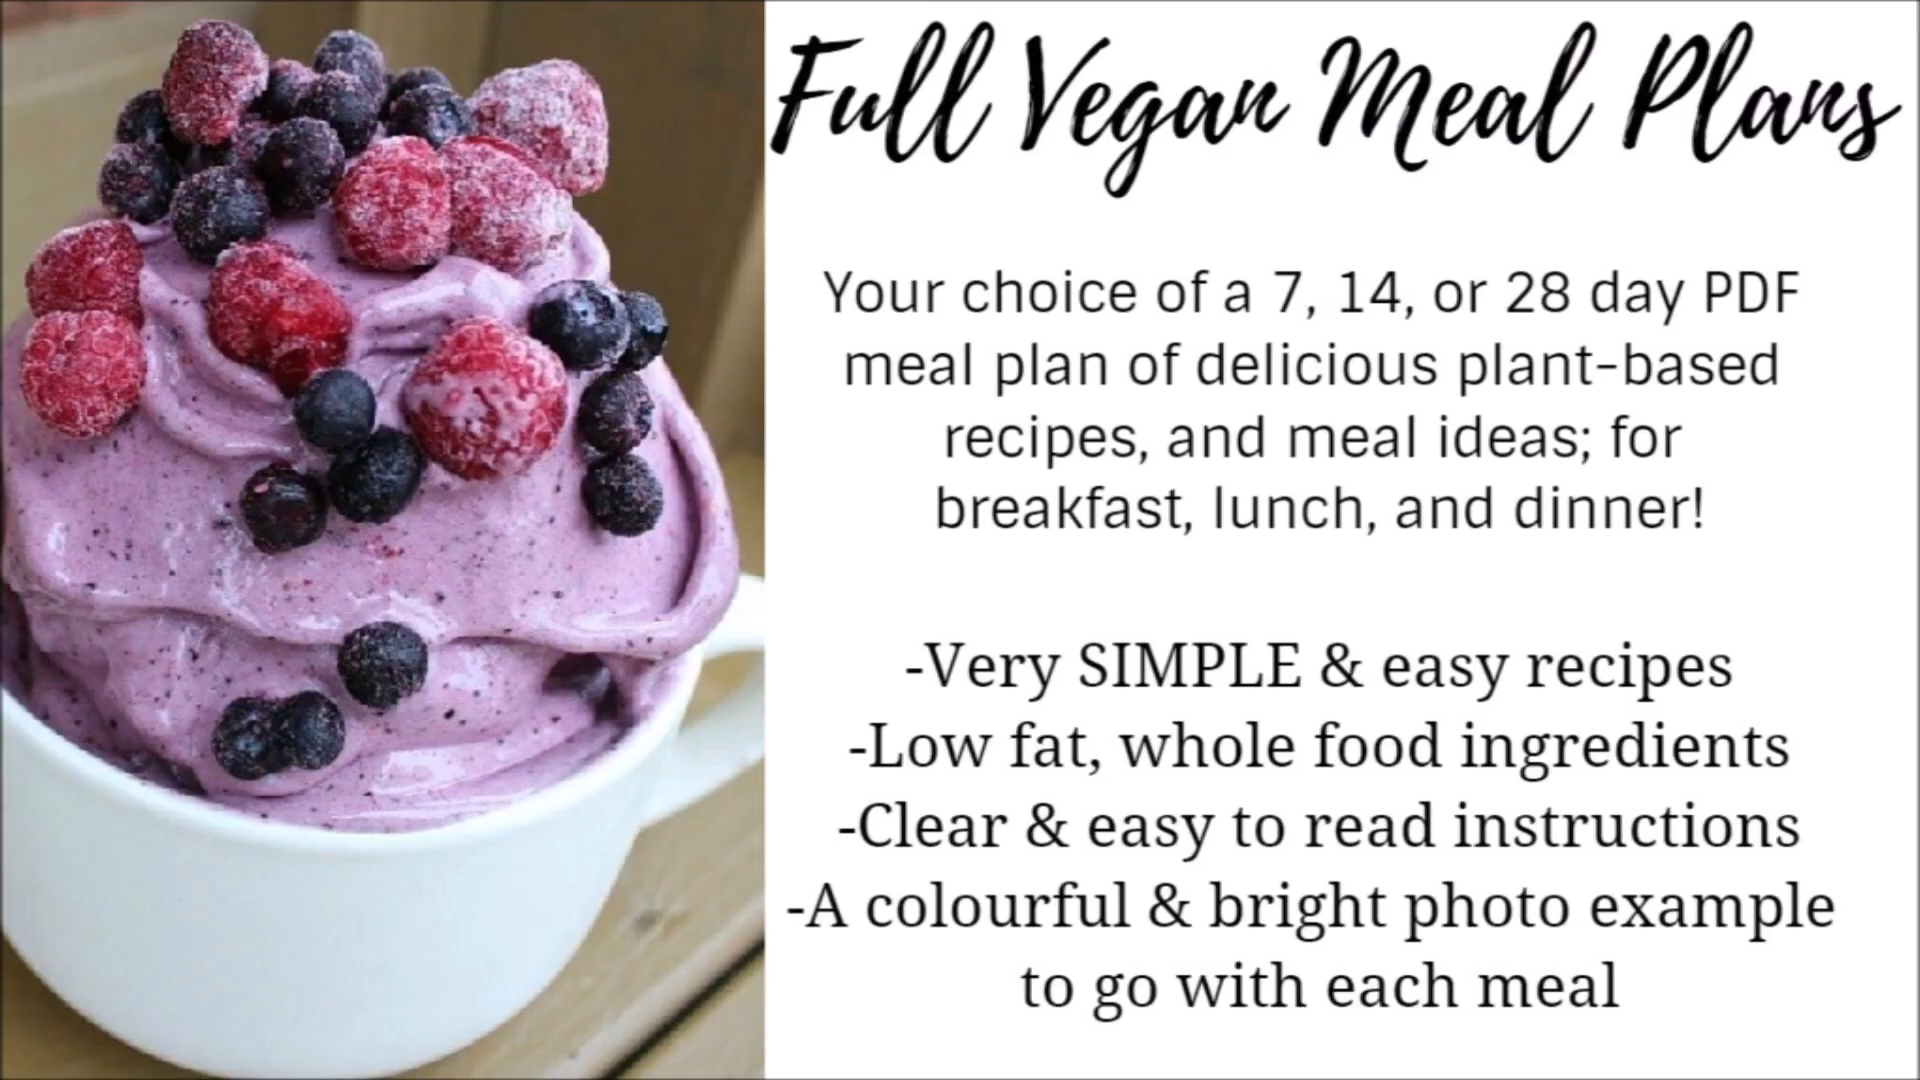 Full Vegan Meal Plans
Your choice of a 7, 14, or 28 day PDF
meal plan of delicious plant-based
recipes, and meal ideas; for
breakfast, lunch, and dinner!
-Very SIMPLE & easy recipes
-Low fat, whole food ingredients
-Clear & easy to read instructions
-A colourful & bright photo example
to go with each meal